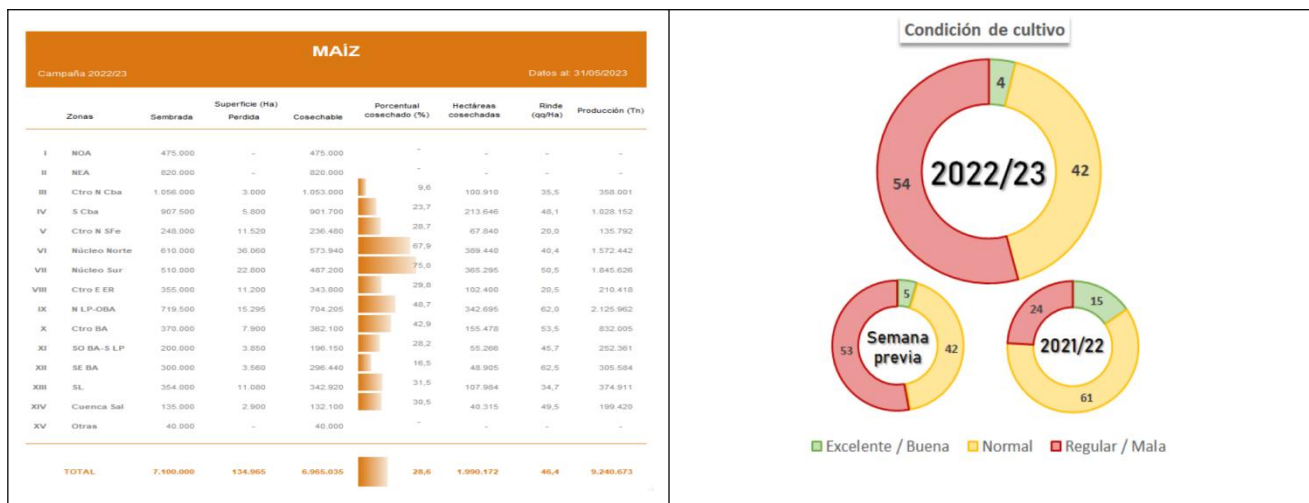 MAÍZ
Campaña 2022/23 Datos al: 31/05/2023
Superficie (Ha)
Zonas Sembrada Perdida Cosechable Porcentual cosechado (%) Hectáreas cosechadas Rinde (qq/Ha) Producción (Tn)
I NOA 475.000 - 475.000 - - - -
II NEA 820.000 - 820.000 - - - -
III Ctro N Cba 1.056.000 3.000 1.053.000 9,6 100.910 35,5 358.001
IV S Cba 907.500 5.800 901.700 23,7 213.646 48,1 1.028.152
V Ctro N SFe 248.000 11.520 236.480 28,7 67.840 20,0 135.792
VI Núcleo Norte 610.000 36.060 573.940 67,9 389.440 40,4 1.572.442
VII Núcleo Sur 510.000 22.800 487.200 75,0 365.295 50,5 1.845.626
VIII Ctro E ER 355.000 11.200 343.800 29,8 102.400 20,5 210.418
IX N LP-OBA 719.500 15.295 704.205 48,7 342.695 62,0 2.125.962
X Ctro BA 370.000 7.900 362.100 42,9 155.478 53,5 832.005
XI SO BA-S LP 200.000 3.850 196.150 28,2 55.266 45,7 252.361
XII SE BA 300.000 3.560 296.440 16,5 48.905 62,5 305.584
XIII SL 354.000 11.080 342.920 31,5 107.984 34,7 374.911
XIV Cuenca Sal 135.000 2.900 132.100 30,5 40.315 49,5 199.420
XV Otras 40.000 - 40.000 - - - -
TOTAL 7.100.000 134.965 6.965.035 28,6 1.990.172 46,4 9.240.673
Condición de cultivo
4
54 2022/23 42
5
53 Semana previa 42
24 15
2021/22
61
Excelente / Buena Normal Regular / Mala